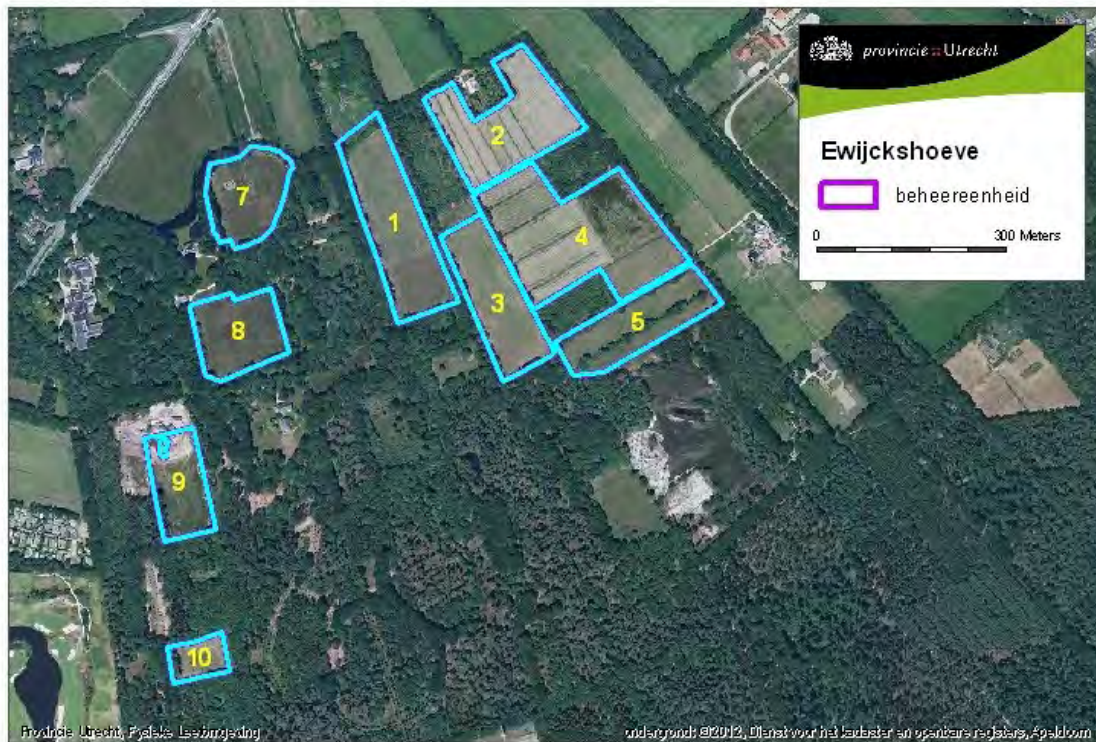 provincie :: Utrecht
Ewijckshoeve
beheereenheid
0 300 Meters
2
7
1
4
3
5
8
9
10
Provincie Utrecht, Fysieke Leefomgeving
ondergrond: ©2012, Dienst voor het kadaster en openbare registers, Apeldoorn